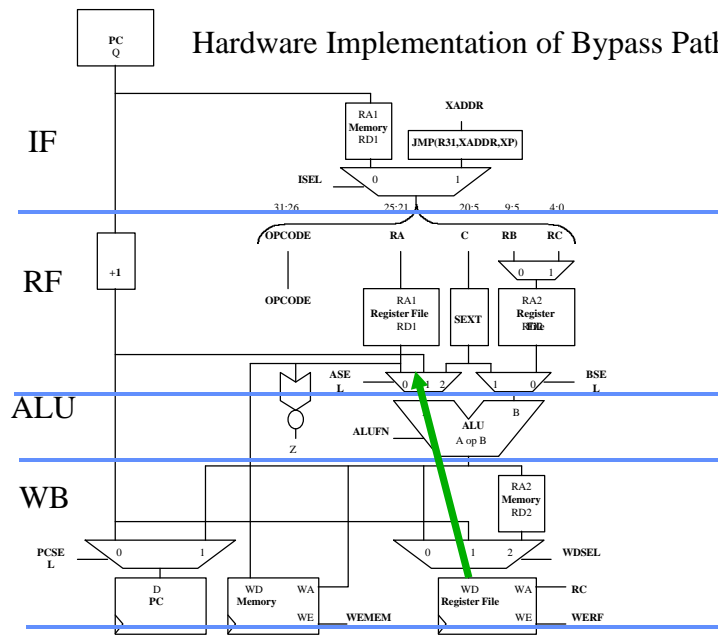 PC
Q
Hardware Implementation of Bypass Path
IF
RA1
Memory
RD1
XADDR
JMP(R31,XADDR,XP)
ISEL
0 1
31:26 25:21 20:5 9:5 4:0
OPCODE RA C RB RC
+1
RF
0 1
OPCODE
RA1
Register File
RD1
SEXT
RA2
Register
File
ASE
L
0 1 2
1 0
BSE
L
ALU
B
ALU
A op B
ALUFN
Z
WB
RA2
Memory
RD2
PCSE
L
0 1
0 1 2
WDSEL
D
PC
WD WA
Memory
WE
WEMEM
WD WA
Register File
WE
RC
WERF